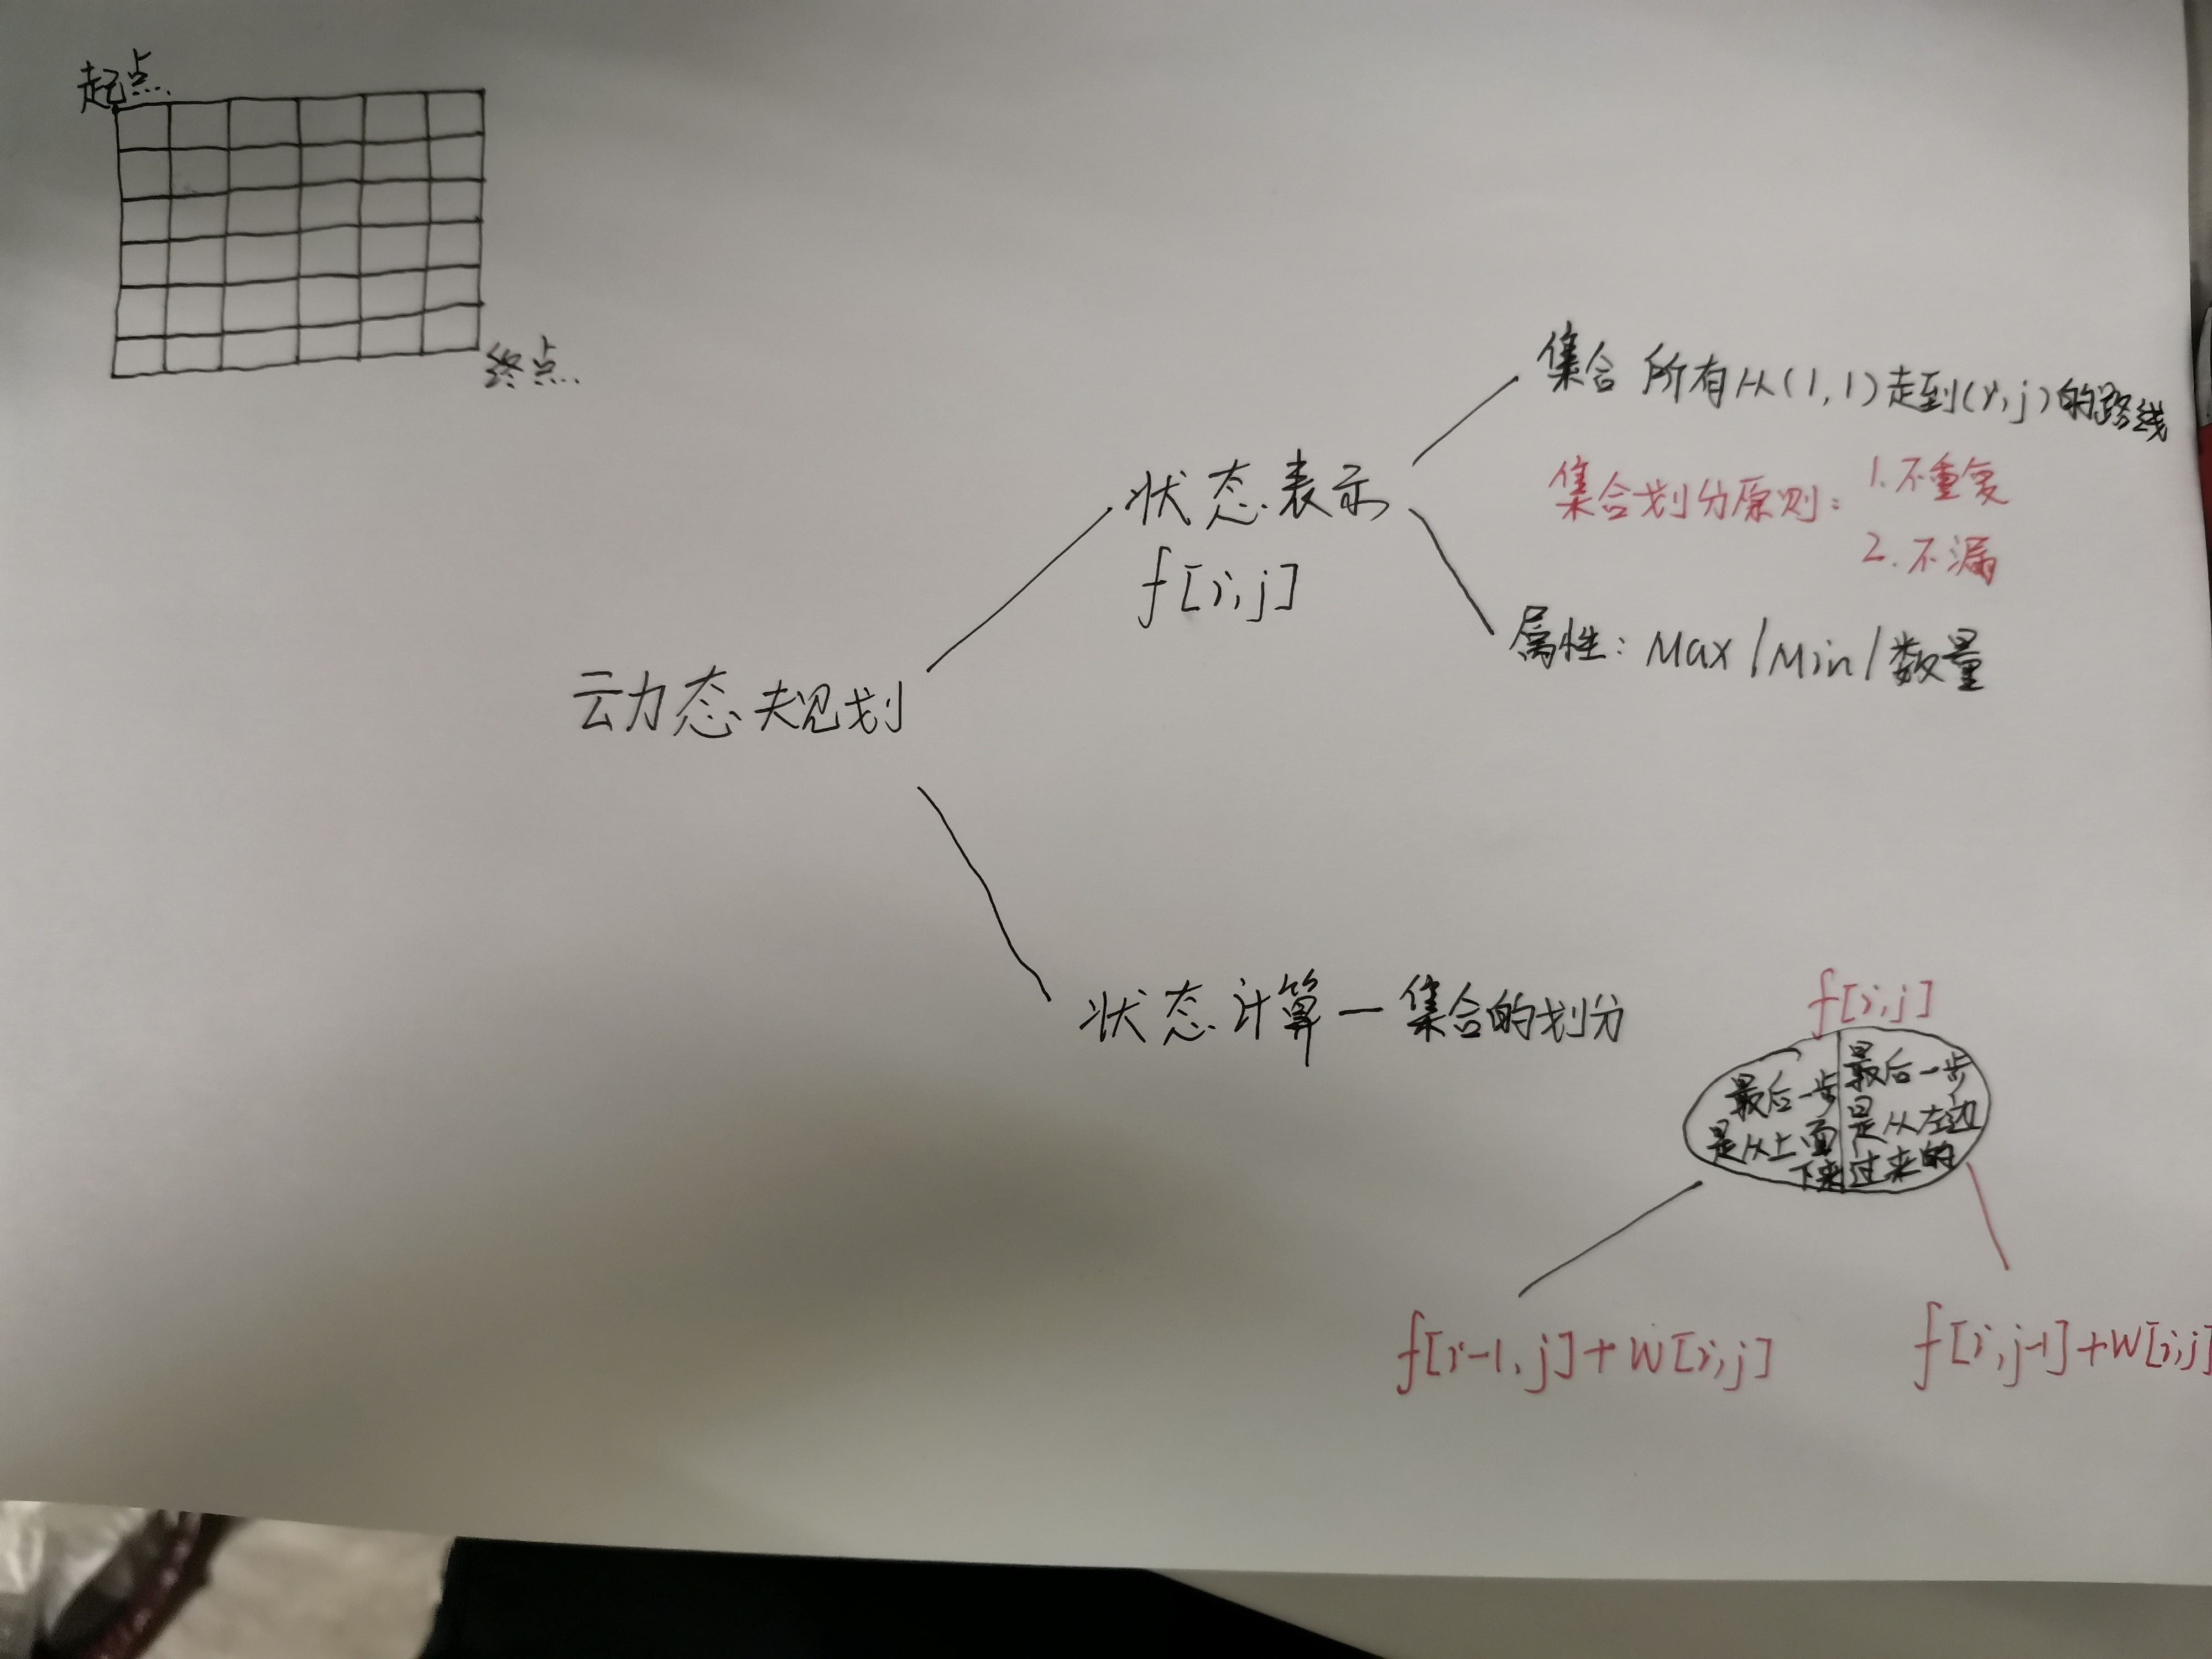 起点
终点
集合 所有从(1,1)走到(i,j)的路线
集合划分原则: 1.不重复
2.不漏
状态表示
f[i,j]
属性: Max/Min/数量
动态规划
状态计算—集合的划分
f[i,j]
最后一步
是从上面
下来
最后一步
是从左边
过来的
f[i-1,j]+w[i,j]
f[i,j-1]+w[i,j]